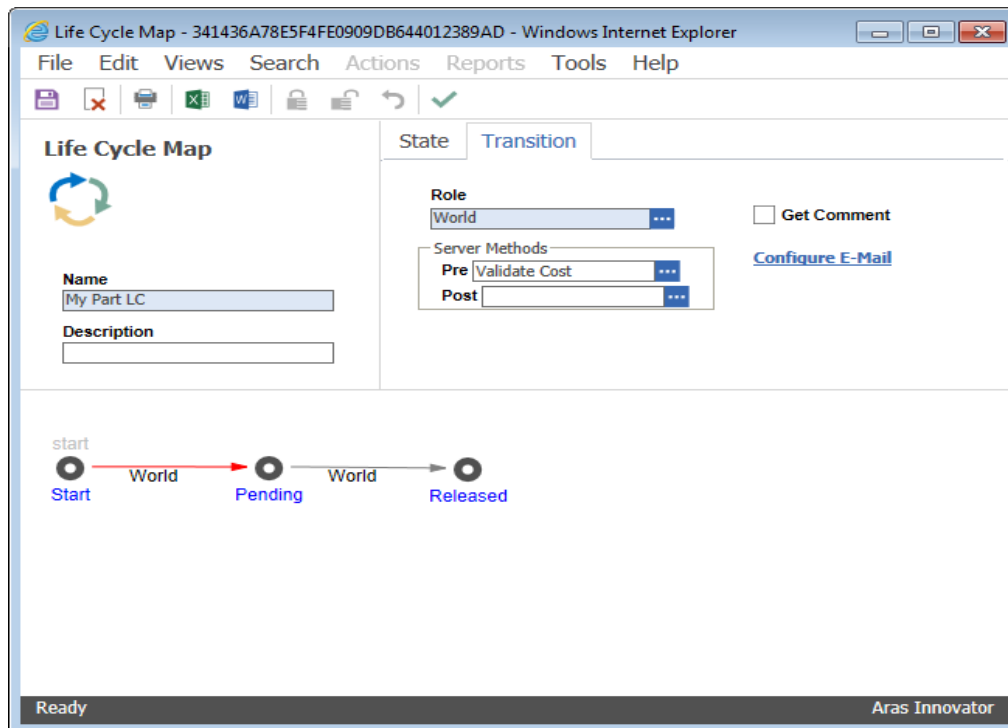 Life Cycle Map - 341436A78E5F4FE0909DB644012389AD - Windows Internet Explorer
File Edit Views Search Actions Reports Tools Help
Life Cycle Map
Name
My Part LC
Description
State Transition
Role
World
Get Comment
Server Methods
Pre Validate Cost
Post
Configure E-Mail
start
World World
Start Pending Released
Ready Aras Innovator